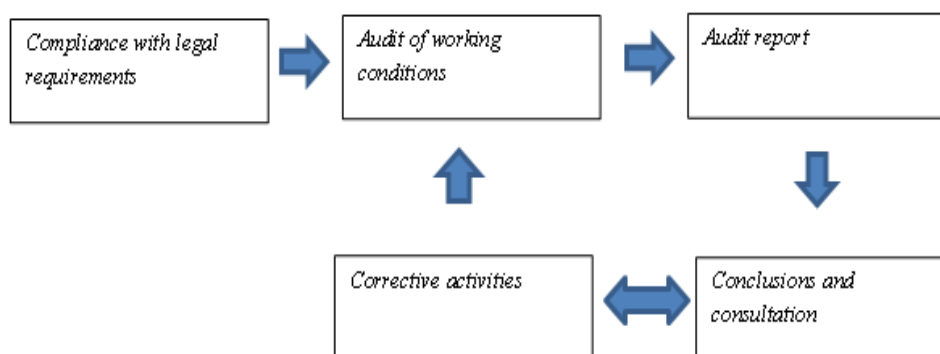 Compliance with legal
requirements
Audit of working
conditions
Audit report
Corrective activities
Conclusions and
consultation